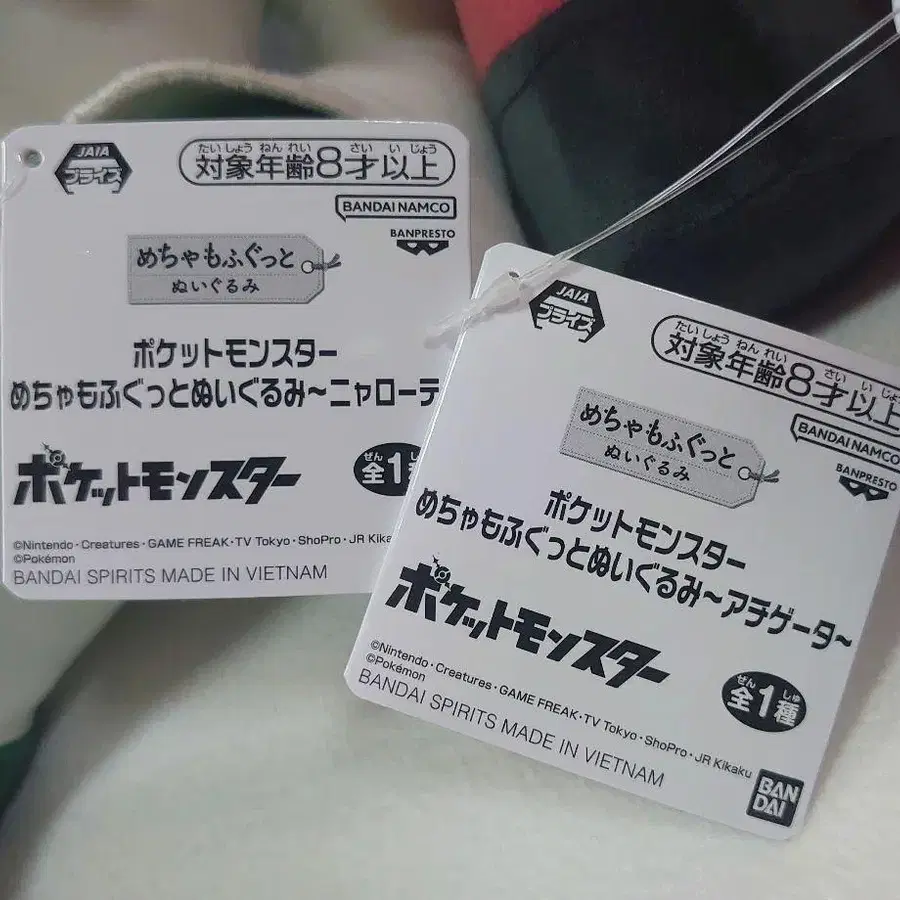 JAIA
プライズ
たいしょうねんれい さい いじょう
対象年齢8才以上
BANDAI NAMCO
BANPRESTO
めちゃもふぐっと
ぬいぐるみ
ポケットモンスター
めちゃもふぐっとぬいぐるみ～ニャローテ
ポケットモンスター
ぜん
全1
©Nintendo・Creatures・GAME FREAK・TV Tokyo・ShoPro・JR Kika
©Pokémon
BANDAI SPIRITS MADE IN VIETNAM
JAIA
プライズ
たいしょうねんれい さい いじょ
対象年齢8才以上
BANDAI NAMCO
BANPRESTO
めちゃもふぐっと
ぬいぐるみ
ポケットモンスター
めちゃもふぐっとぬいぐるみ～アチゲータ～
ポケットモンスター
ぜん しゅ
全1種
©Nintendo・Creatures・GAME FREAK・TV Tokyo・ShoPro・JR Kikaku
©Pokémon
BANDAI SPIRITS MADE IN VIETNAM
BAN
DAI